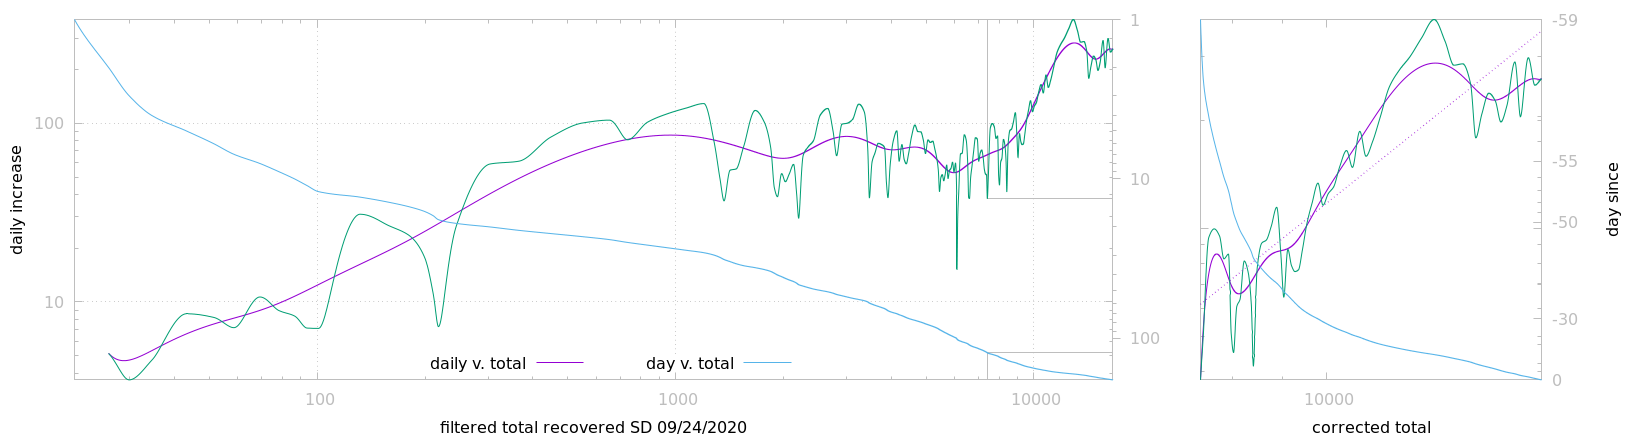 daily increase
100
10
1
10
100
daily v. total
day v. total
100
1000
10000
filtered total recovered SD 09/24/2020
-59
-55
-50
-30
0
day since
10000
corrected total